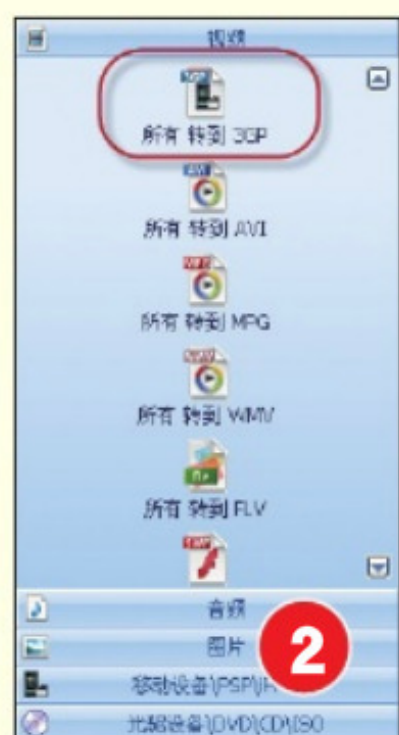 视频
所有 转到 3GP
所有 转到 AVI
所有 转到 MPG
所有 转到 WMV
所有 转到 FLV
音频
图片
2
移动设备\PSP\
光驱设备\DVD\CD\ISO